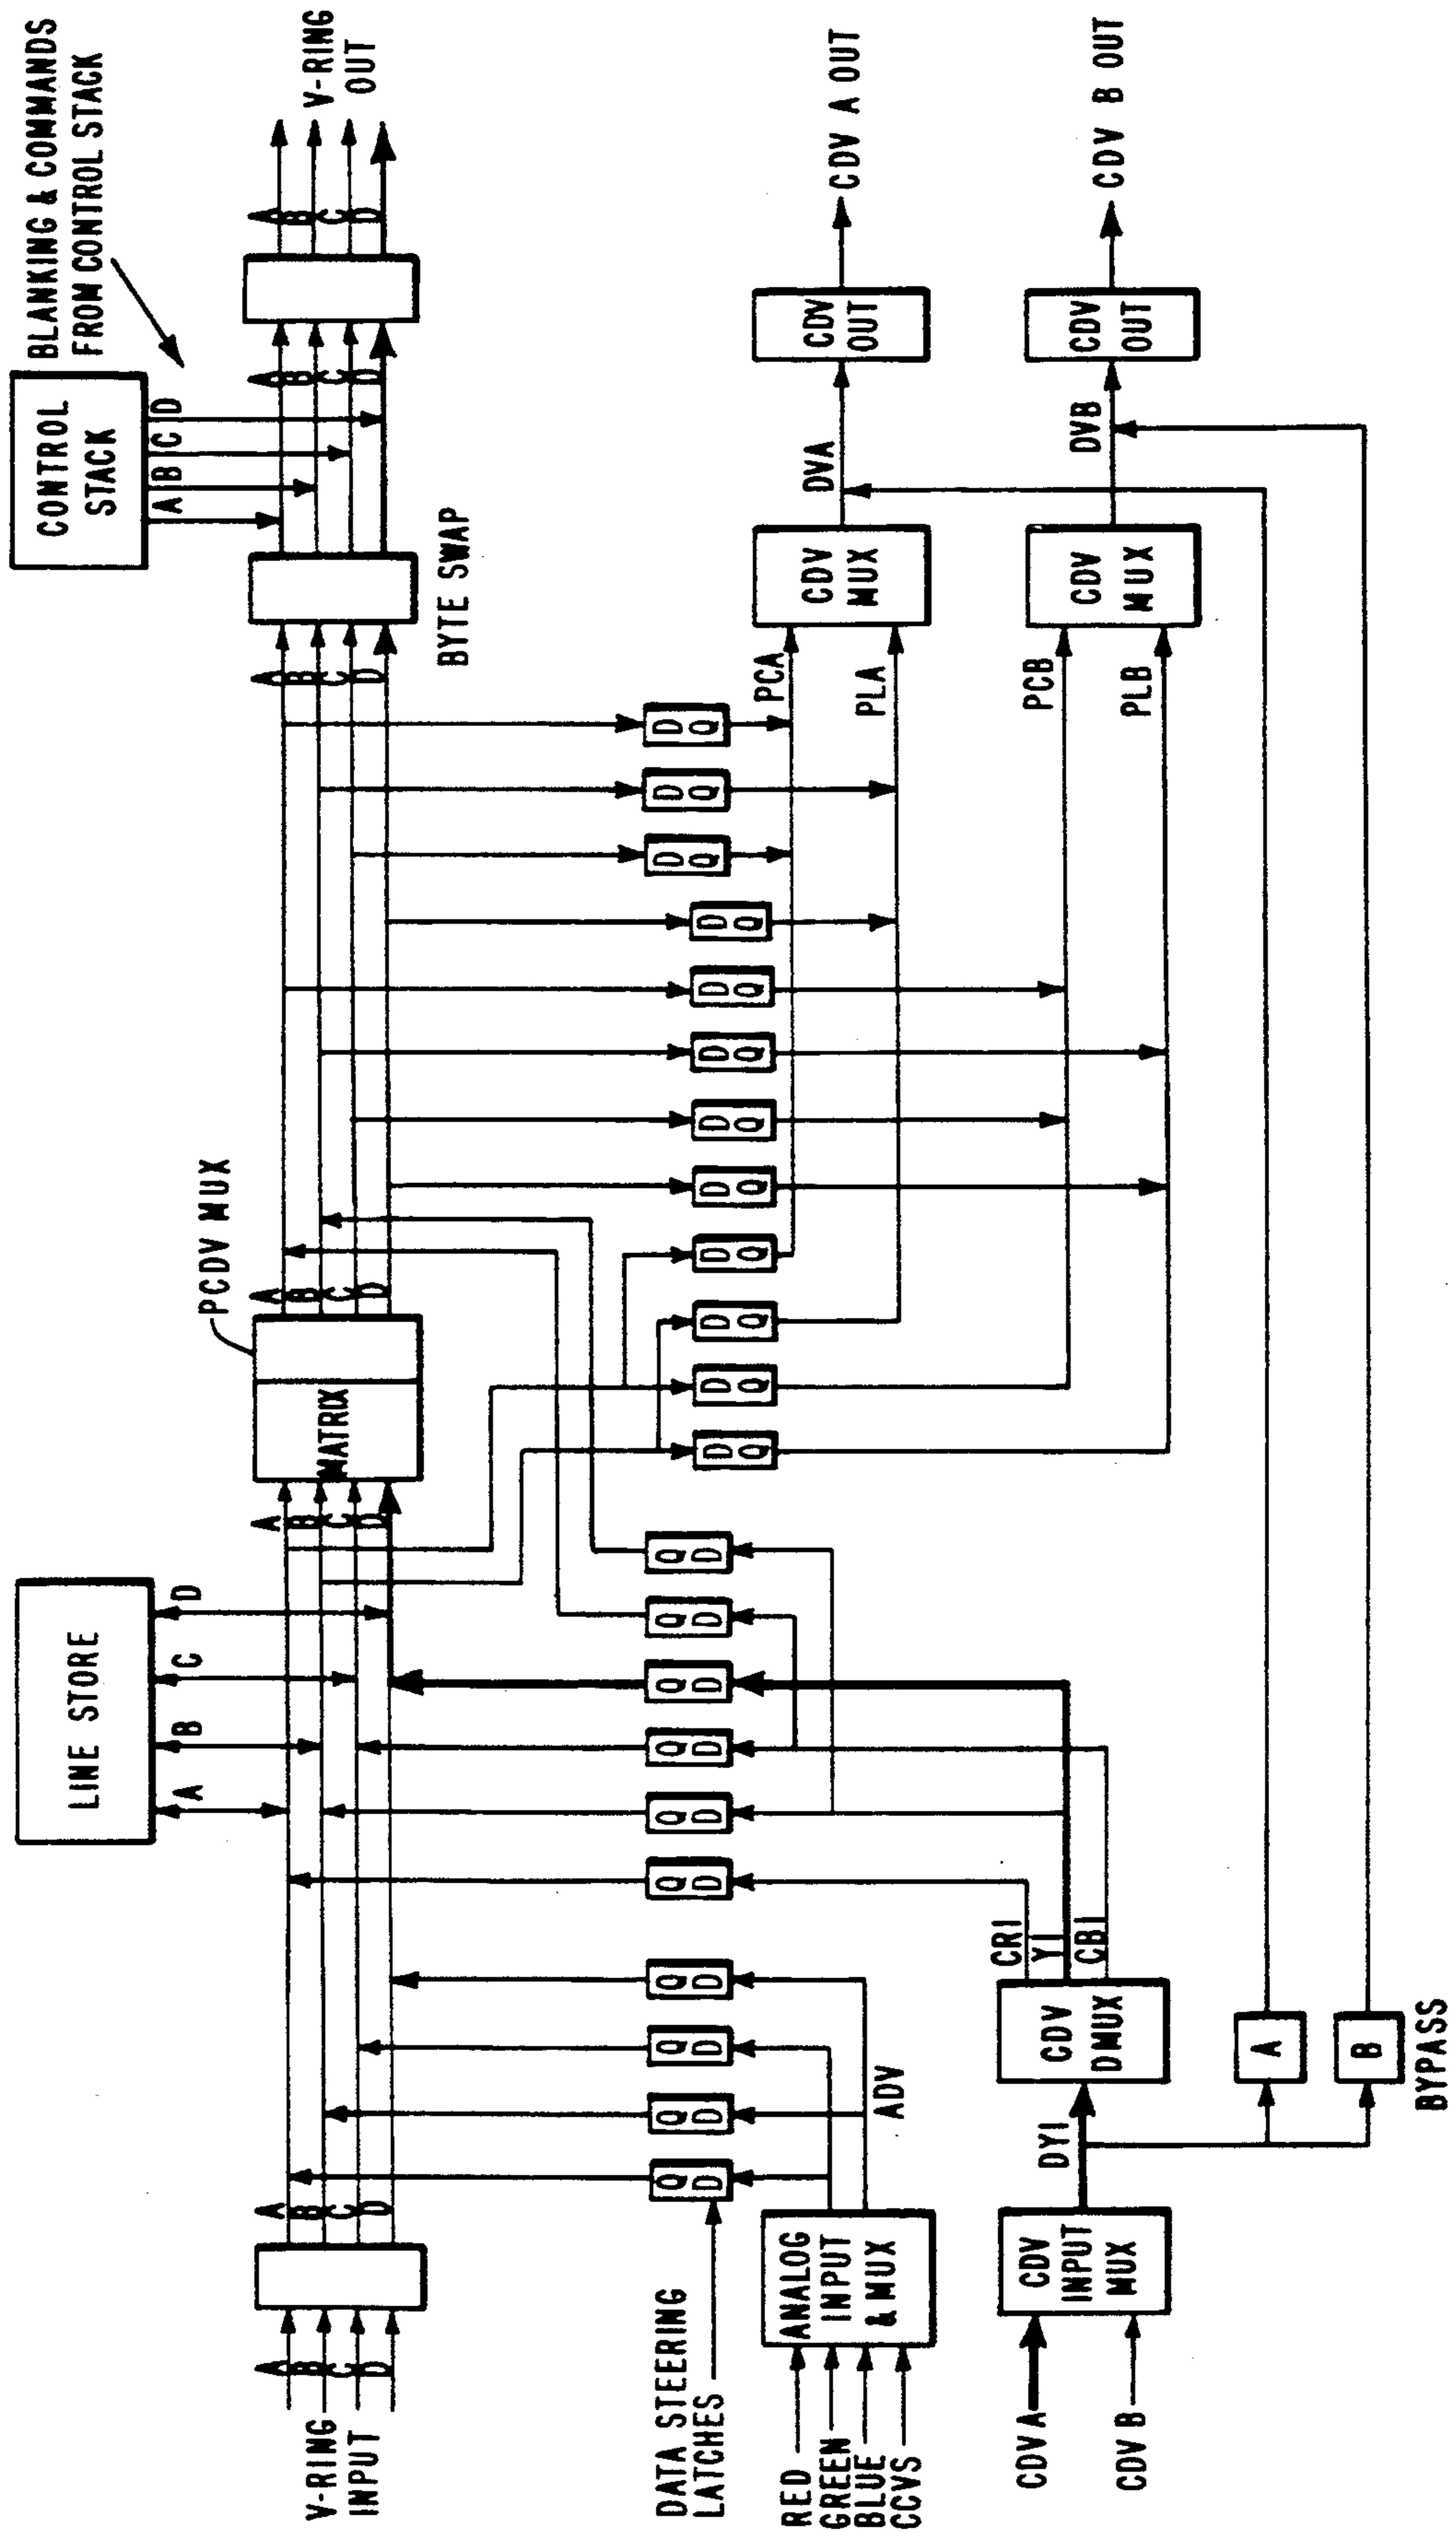 BLANKING & COMMANDS
FROM CONTROL STACK
CONTROL
STACK
A
B
C
D
LINE STORE
A
B
C
D
V-RING
INPUT
A
B
C
D
A
B
C
D
A
B
C
D
MATRIX
PCDV MUX
A
B
C
D
A
B
C
D
BYTE SWAP
A
B
C
D
A
B
C
D
V-RING
OUT
DATA STEERING
LATCHES
Q D
Q D
Q D
Q D
Q D
Q D
Q D
Q D
Q D
Q D
D Q
D Q
D Q
D Q
D Q
D Q
D Q
D Q
D Q
D Q
D Q
D Q
RED
GREEN
BLUE
CCVS
ANALOG
INPUT
& MUX
ADV
PCA
PLA
CDV
MUX
DVA
CDV
OUT
CDV A OUT
CDV A
CDV B
CDV
INPUT
MUX
DYI
CDV
DMUX
CRI
YI
CBI
PCB
PLB
CDV
MUX
DVB
CDV
OUT
CDV B OUT
A
B
BYPASS